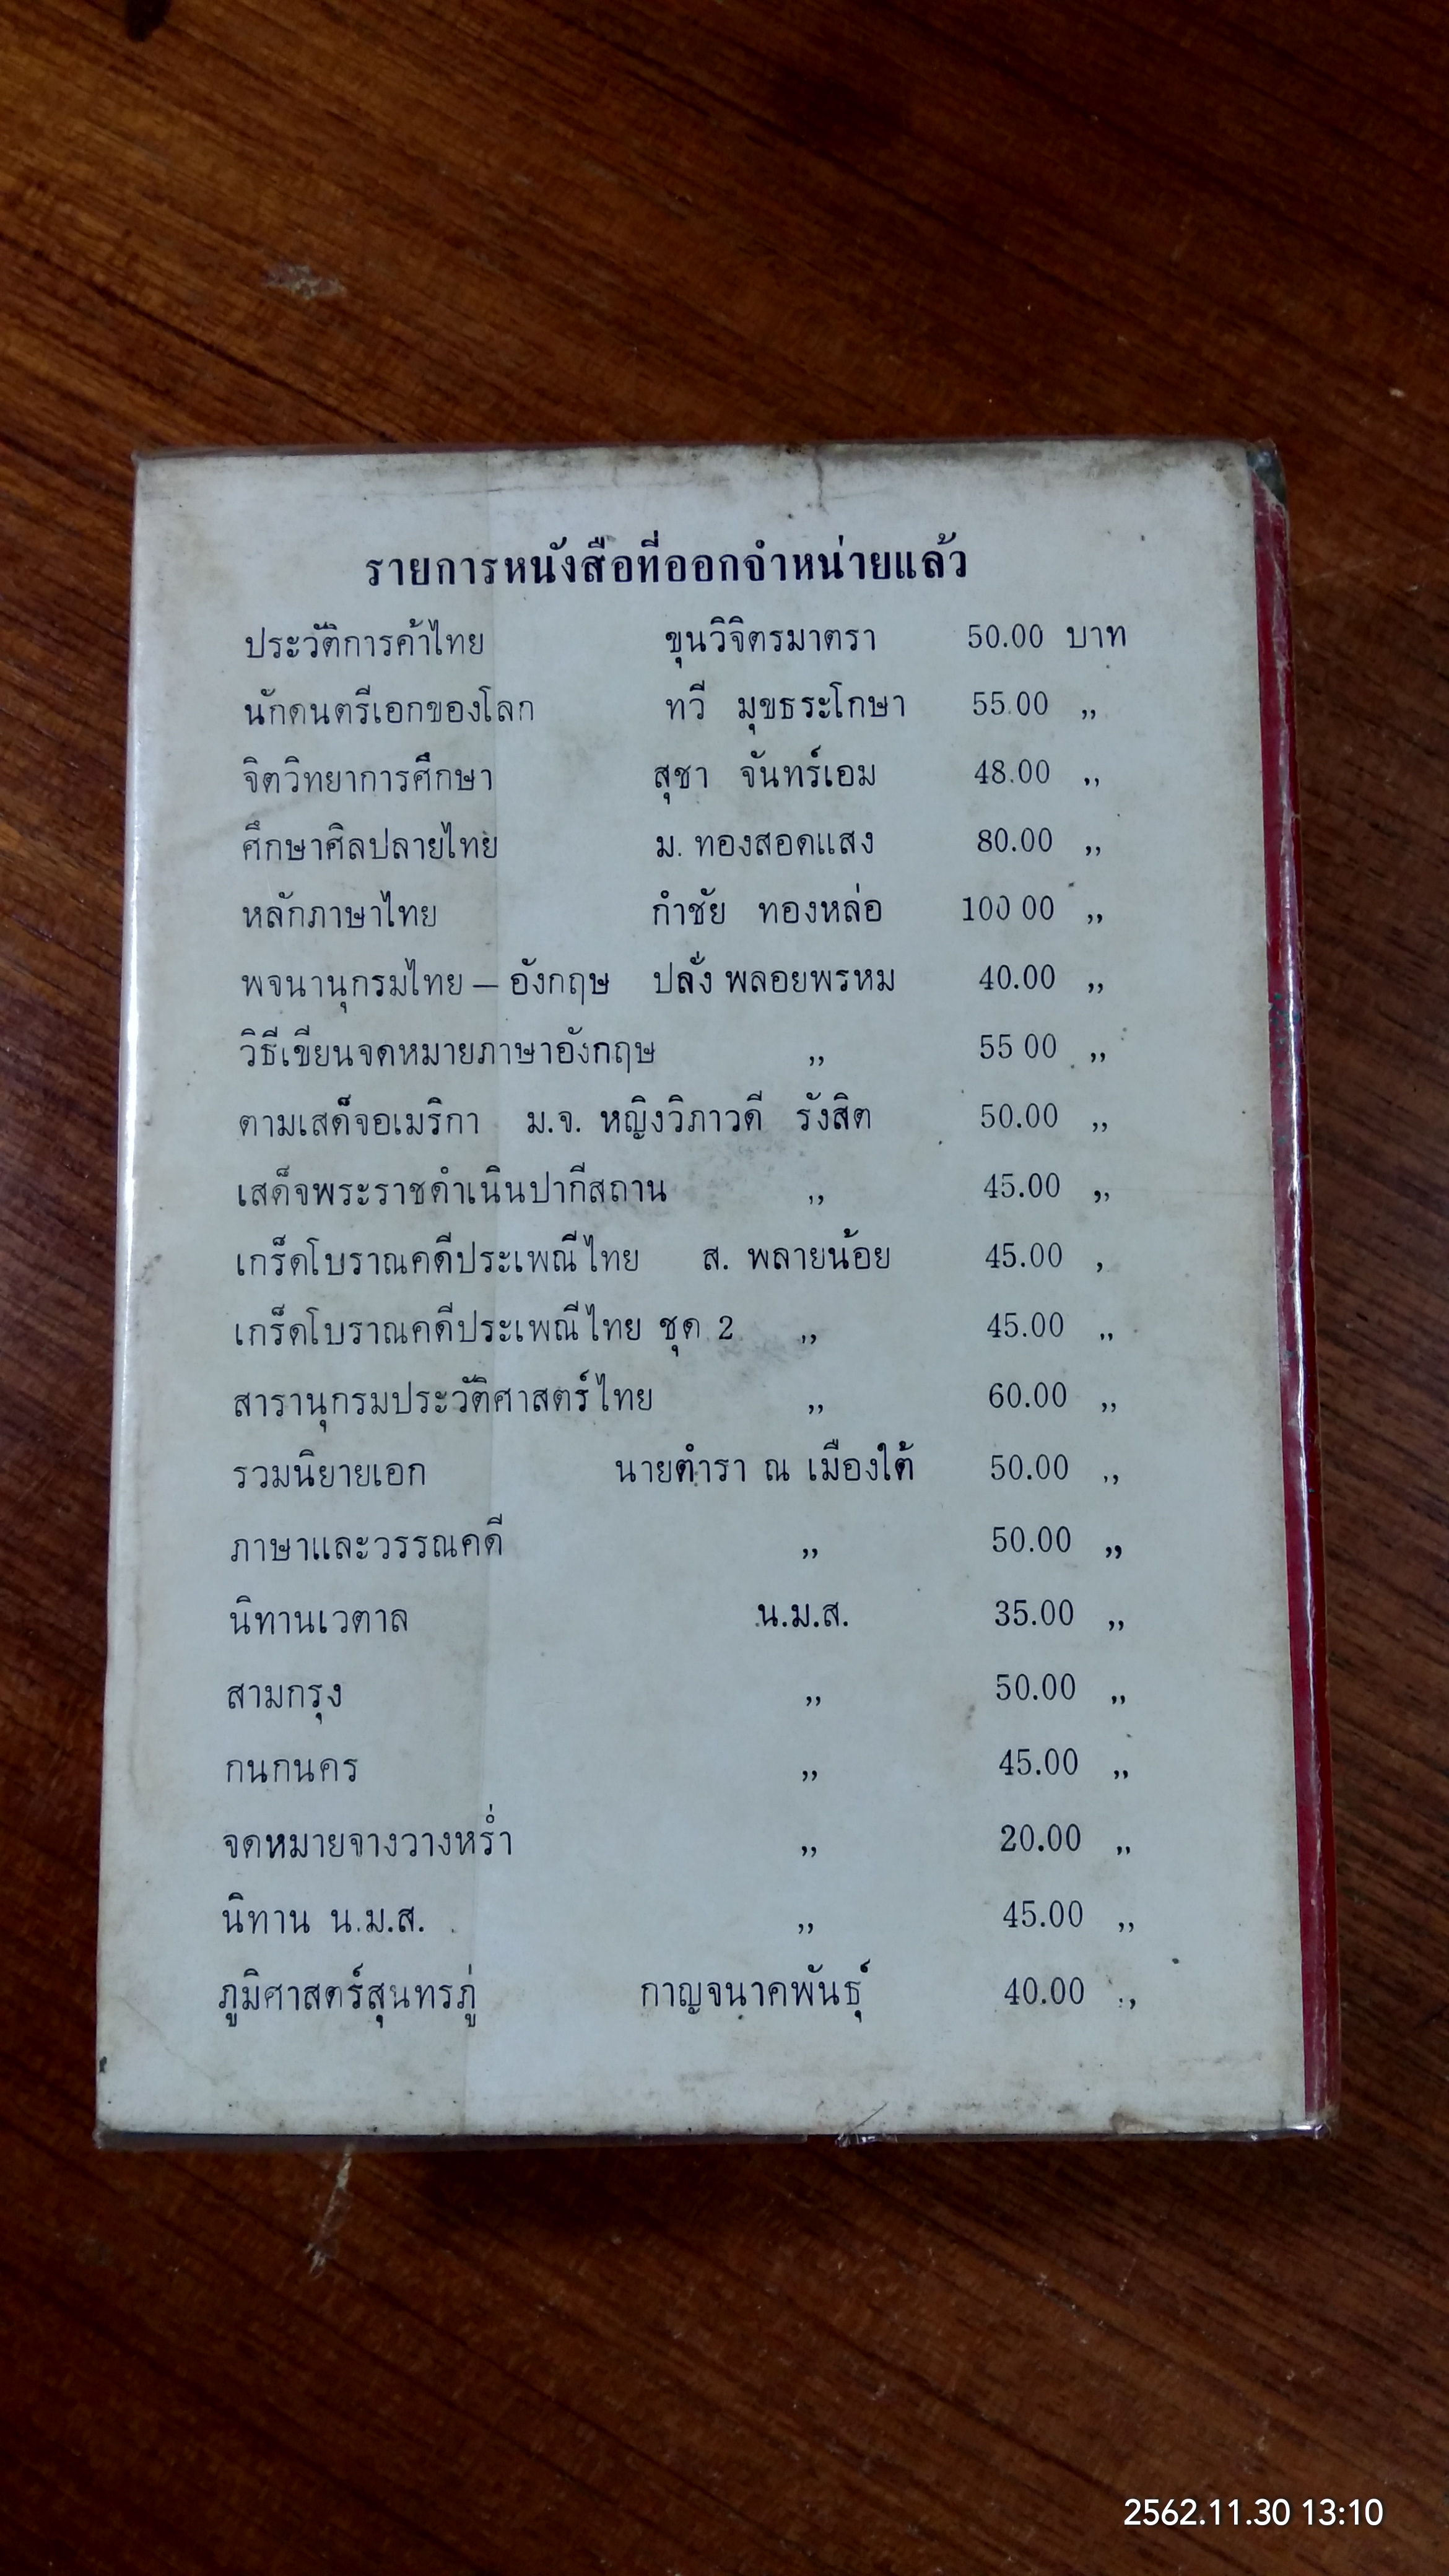 รายการหนังสือที่ออกจำหน่ายแล้ว
ประวัติการค้าไทย ขุนวิจิตรมาตรา 50.00 บาท
นักดนตรีเอกของโลก ทวี มุขธระโกษา 55.00 ,,
จิตวิทยาการศึกษา สุชา จันทร์เอม 48.00 ,,
ศึกษาศิลปลายไทย ม. ทองสอดแสง 80.00 ,,
หลักภาษาไทย กำชัย ทองหล่อ 100 00 ,,
พจนานุกรมไทย – อังกฤษ ปลั่ง พลอยพรหม 40.00 ,,
วิธีเขียนจดหมายภาษาอังกฤษ ,, 55 00 ,,
ตามเสด็จอเมริกา ม.จ. หญิงวิภาวดี รังสิต 50.00 ,,
เสด็จพระราชดำเนินปากีสถาน ,, 45.00 ,,
เกร็ดโบราณคดีประเพณีไทย ส. พลายน้อย 45.00 ,
เกร็ดโบราณคดีประเพณีไทย ชุด 2 ,, 45.00 ,,
สารานุกรมประวัติศาสตร์ไทย ,, 60.00 ,,
รวมนิยายเอก นายตำรา ณ เมืองใต้ 50.00 ,,
ภาษาและวรรณคดี ,, 50.00 ,,
นิทานเวตาล น.ม.ส. 35.00 ,,
สามกรุง ,, 50.00 ,,
กนกนคร ,, 45.00 ,,
จดหมายจางวางหร่ำ ,, 20.00 ,,
นิทาน น.ม.ส. ,, 45.00 ,,
ภูมิศาสตร์สุนทรภู่ กาญจนาคพันธุ์ 40.00 ,,
2562.11.30 13:10